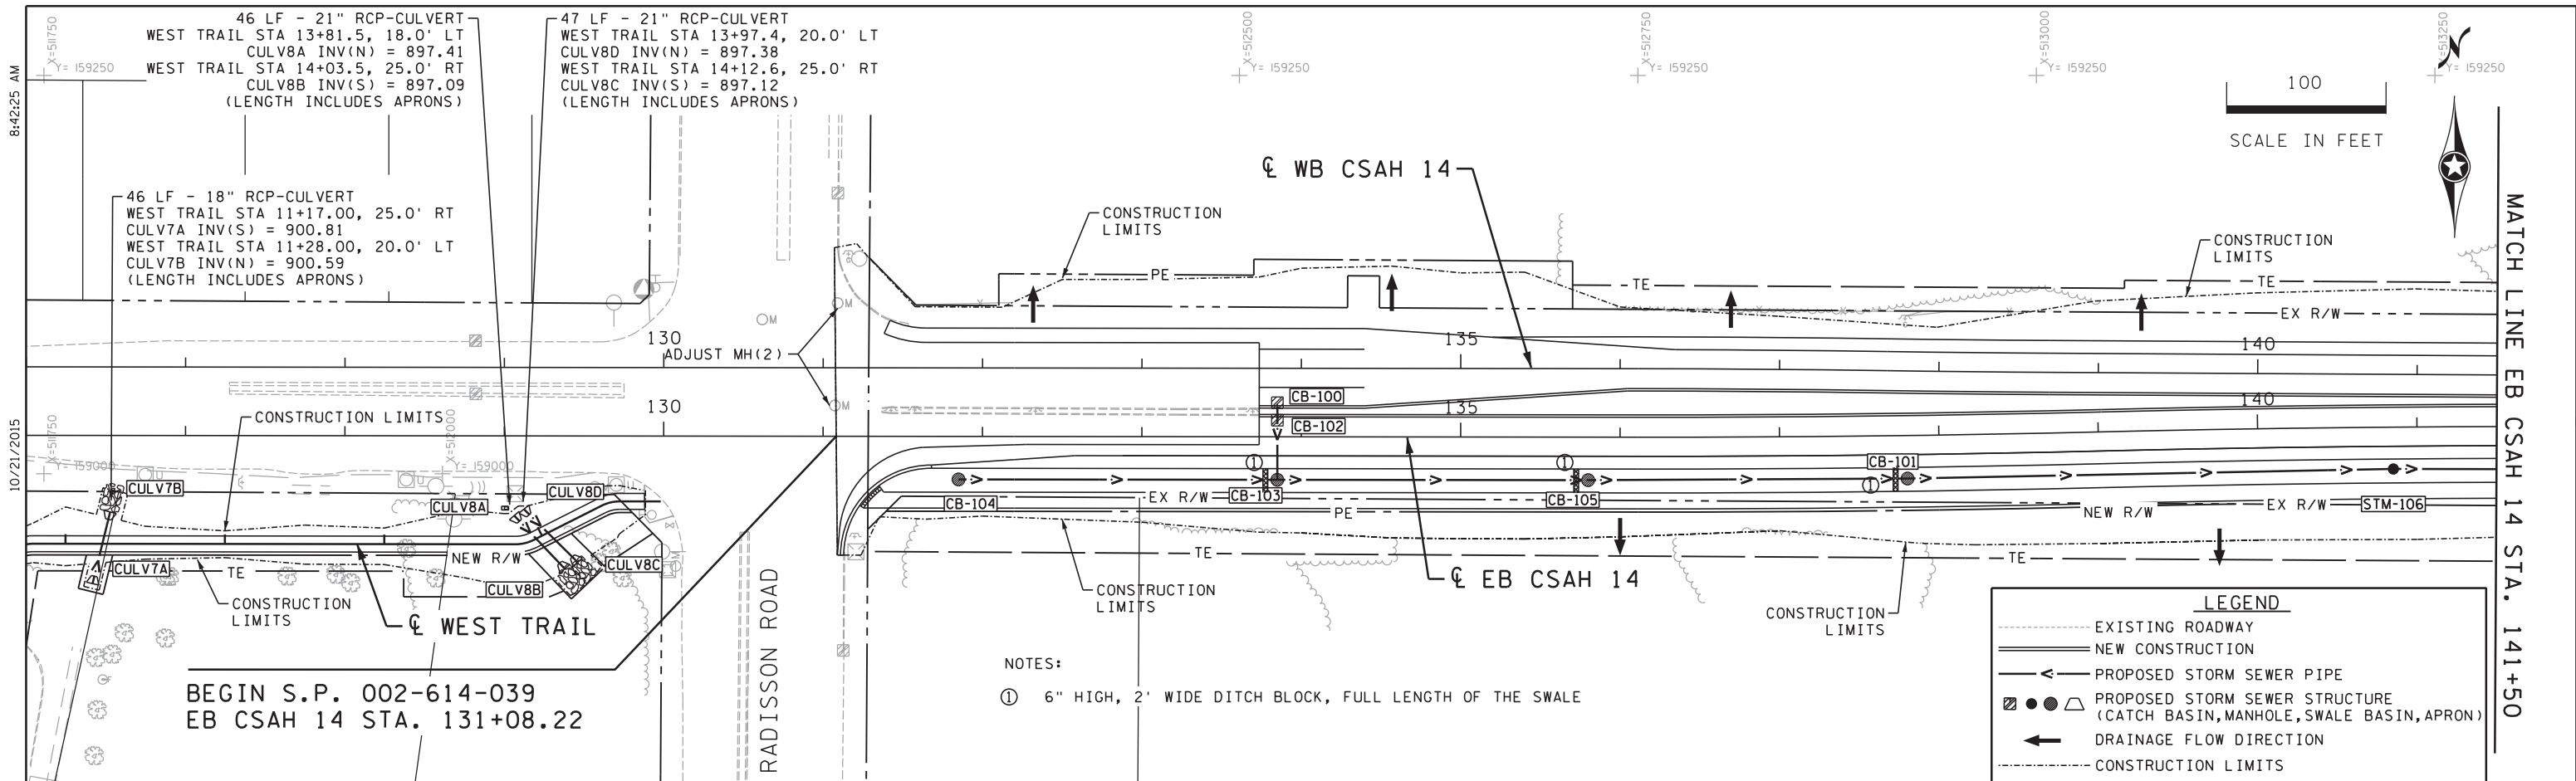 8:42:25 AM
10/21/2015
46 LF - 21" RCP-CULVERT
WEST TRAIL STA 13+81.5, 18.0' LT
CULV8A INV(N) = 897.41
WEST TRAIL STA 14+03.5, 25.0' RT
CULV8B INV(S) = 897.09
(LENGTH INCLUDES APRONS)
47 LF - 21" RCP-CULVERT
WEST TRAIL STA 13+97.4, 20.0' LT
CULV8D INV(N) = 897.38
WEST TRAIL STA 14+12.6, 25.0' RT
CULV8C INV(S) = 897.12
(LENGTH INCLUDES APRONS)
46 LF - 18" RCP-CULVERT
WEST TRAIL STA 11+17.00, 25.0' RT
CULV7A INV(S) = 900.81
WEST TRAIL STA 11+28.00, 20.0' LT
CULV7B INV(N) = 900.59
(LENGTH INCLUDES APRONS)
X=511750
Y= 159250
X=512500
Y= 159250
X=512750
Y= 159250
X=513000
Y= 159250
X=513250
Y= 159250
100
SCALE IN FEET
N
℄ WB CSAH 14
CONSTRUCTION
LIMITS
PE
TE
CONSTRUCTION
LIMITS
TE
EX R/W
130
ADJUST MH(2)
M
M
M
135
140
130
135
140
CB-100
CB-102
CONSTRUCTION LIMITS
X=511750
Y= 159000
X=512000
Y= 159000
U
U
U
CULV7B
CULV8A
CULV8D
CULV7A
CULV8B
CULV8C
NEW R/W
TE
CONSTRUCTION
LIMITS
℄ WEST TRAIL
1
1
1
CB-101
CB-104
CB-103
CB-105
EX R/W
PE
NEW R/W
EX R/W
STM-106
TE
TE
CONSTRUCTION
LIMITS
℄ EB CSAH 14
CONSTRUCTION
LIMITS
BEGIN S.P. 002-614-039
EB CSAH 14 STA. 131+08.22
RADISSON ROAD
NOTES:
① 6" HIGH, 2' WIDE DITCH BLOCK, FULL LENGTH OF THE SWALE
MATCH LINE EB CSAH 14 STA. 141+50
LEGEND
EXISTING ROADWAY
NEW CONSTRUCTION
PROPOSED STORM SEWER PIPE
PROPOSED STORM SEWER STRUCTURE
(CATCH BASIN,MANHOLE,SWALE BASIN,APRON)
DRAINAGE FLOW DIRECTION
CONSTRUCTION LIMITS